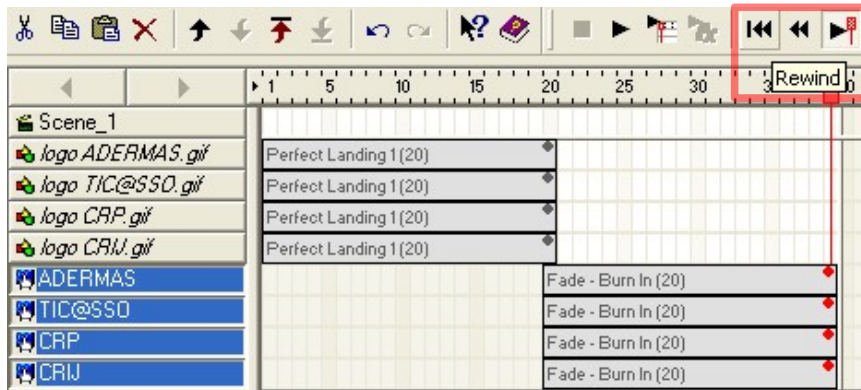 Rewind
1 5 10 15 20 25 30
Scene_1
logo ADERMAS.gif Perfect Landing 1 (20)
logo TIC@SSO.gif Perfect Landing 1 (20)
logo CRP.gif Perfect Landing 1 (20)
logo CRIJ.gif Perfect Landing 1 (20)
ADERMAS Fade - Burn In (20)
TIC@SSO Fade - Burn In (20)
CRP Fade - Burn In (20)
CRIJ Fade - Burn In (20)